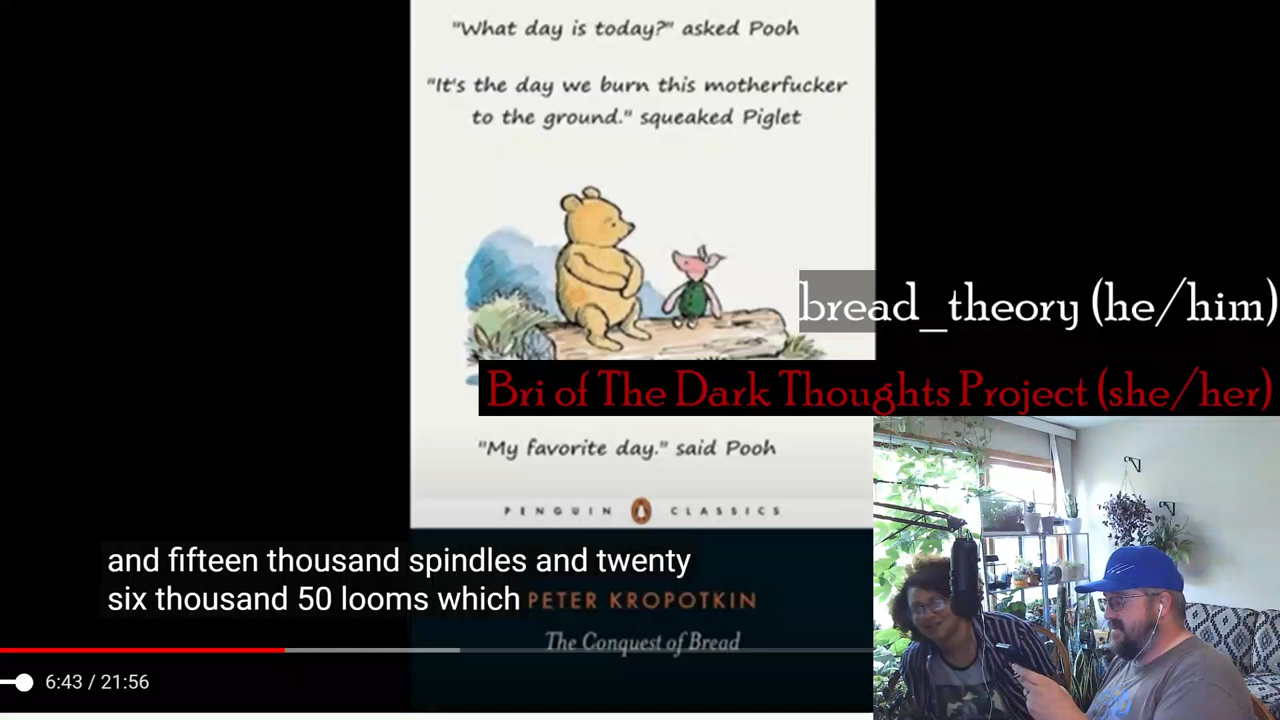 "What day is today?" asked Pooh
"It's the day we burn this motherfucker
to the ground." squeaked Piglet
bread_theory (he/him)
Bri of The Dark Thoughts Project (she/her)
"My favorite day." said Pooh
PENGUIN CLASSICS
and fifteen thousand spindles and twenty
six thousand 50 looms which
PETER KROPOTKIN
The Conquest of Bread
6:43 / 21:56